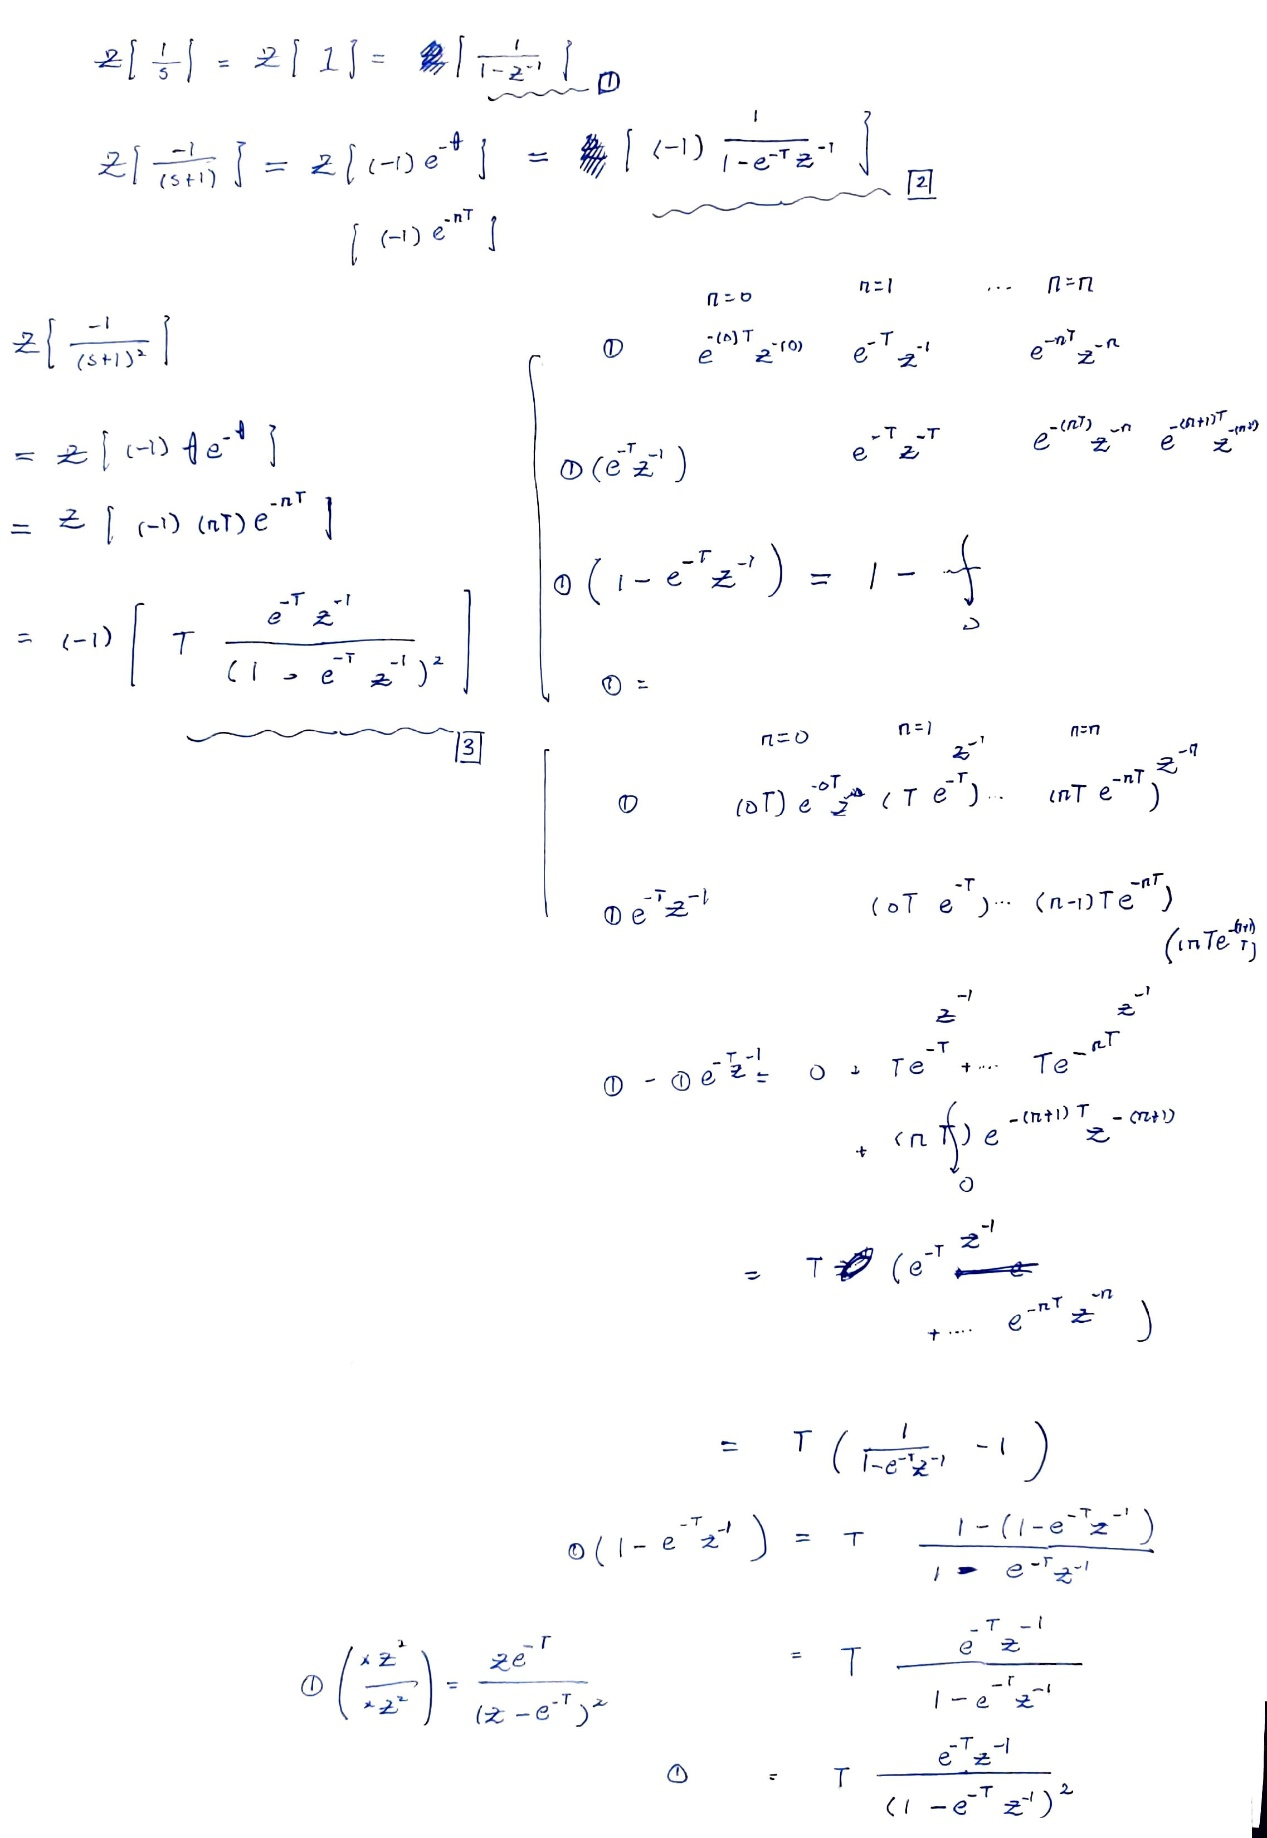 Z{ 1/s } = Z{ 1 } = [ 1/(1-z^-1) ] [1]
Z{ -1/(s+1) } = Z{ (-1) e^-t } = [ (-1) 1/(1-e^-T z^-1) ] [2]
[ (-1) e^-nT ]
Z{ -1/(s+1)^2 }
= Z{ (-1) t e^-t }
= Z{ (-1) (nT) e^-nT }
= (-1) [ T e^-T z^-1 / (1 - e^-T z^-1)^2 ] [3]
n=0 n=1 ... n=n
① e^-(0)T z^-(0) e^-T z^-1 e^-nT z^-n
①(e^-T z^-1) e^-T z^-T e^-(nT) z^-n e^-(n+1)T z^-(n+1)
①(1 - e^-T z^-1) = 1 - 0
① =
n=0 n=1 n=n
① (0T) e^-0T (T e^-T) z^-1 ... (nT e^-nT) z^-n
① e^-T z^-1 (0T e^-T) ... (n-1)T e^-nT)
(nTe^-(n+1)T)
① - ① e^-T z^-1 = 0 + Te^-T z^-1 + ... Te^-nT z^-1
+ (nT) e^-(n+1)T z^-(n+1)
0
= T (e^-T z^-1
+ .... e^-nT z^-n )
= T ( 1/(1-e^-T z^-1) - 1 )
①(1 - e^-T z^-1) = T (1-(1-e^-T z^-1))/(1 - e^-T z^-1)
= T e^-T z^-1 / (1-e^-T z^-1)
① = T e^-T z^-1 / (1 - e^-T z^-1)^2
① (×z^2 / ×z^2) = ze^-T / (z - e^-T)^2